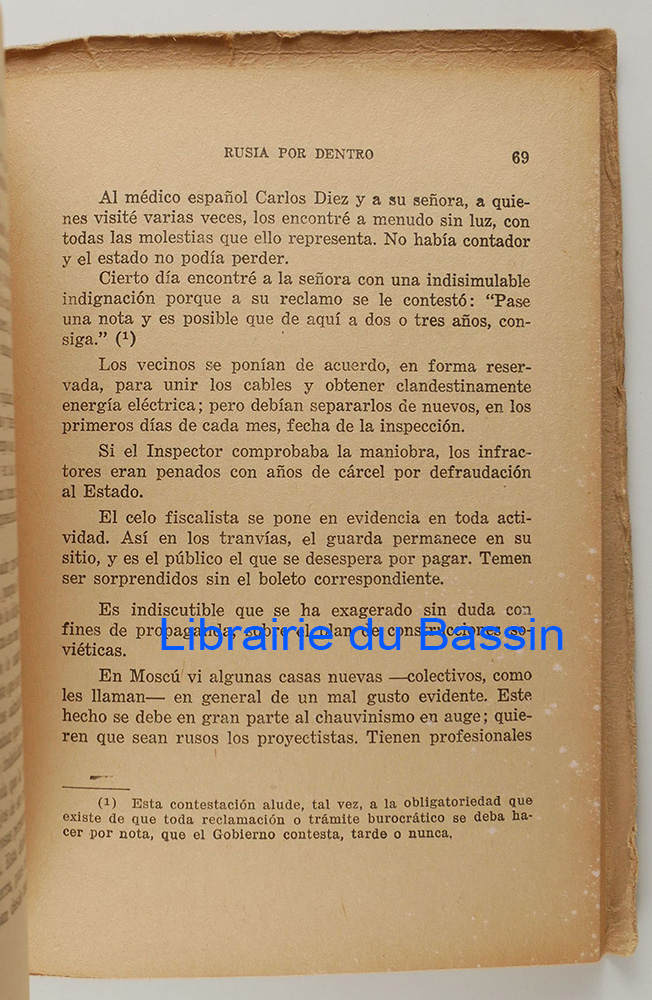 RUSIA POR DENTRO 69
Al médico español Carlos Diez y a su señora, a quie-
nes visité varias veces, los encontré a menudo sin luz, con
todas las molestias que ello representa. No había contador
y el estado no podía perder.
Cierto día encontré a la señora con una indisimulable
indignación porque a su reclamo se le contestó: “Pase
una nota y es posible que de aquí a dos o tres años, con-
siga.” (¹)
Los vecinos se ponían de acuerdo, en forma reser-
vada, para unir los cables y obtener clandestinamente
energía eléctrica; pero debían separarlos de nuevos, en los
primeros días de cada mes, fecha de la inspección.
Si el Inspector comprobaba la maniobra, los infrac-
tores eran penados con años de cárcel por defraudación
al Estado.
El celo fiscalista se pone en evidencia en toda acti-
vidad. Así en los tranvías, el guarda permanece en su
sitio, y es el público el que se desespera por pagar. Temen
ser sorprendidos sin el boleto correspondiente.
Es indiscutible que se ha exagerado sin duda con
fines de propaganda, sobre el plan de construcciones so-
viéticas.
Librairie du Bassin
En Moscú vi algunas casas nuevas —colectivos, como
les llaman— en general de un mal gusto evidente. Este
hecho se debe en gran parte al chauvinismo en auge; quie-
ren que sean rusos los proyectistas. Tienen profesionales
(1) Esta contestación alude, tal vez, a la obligatoriedad que
existe de que toda reclamación o trámite burocrático se deba ha-
cer por nota, que el Gobierno contesta, tarde o nunca.